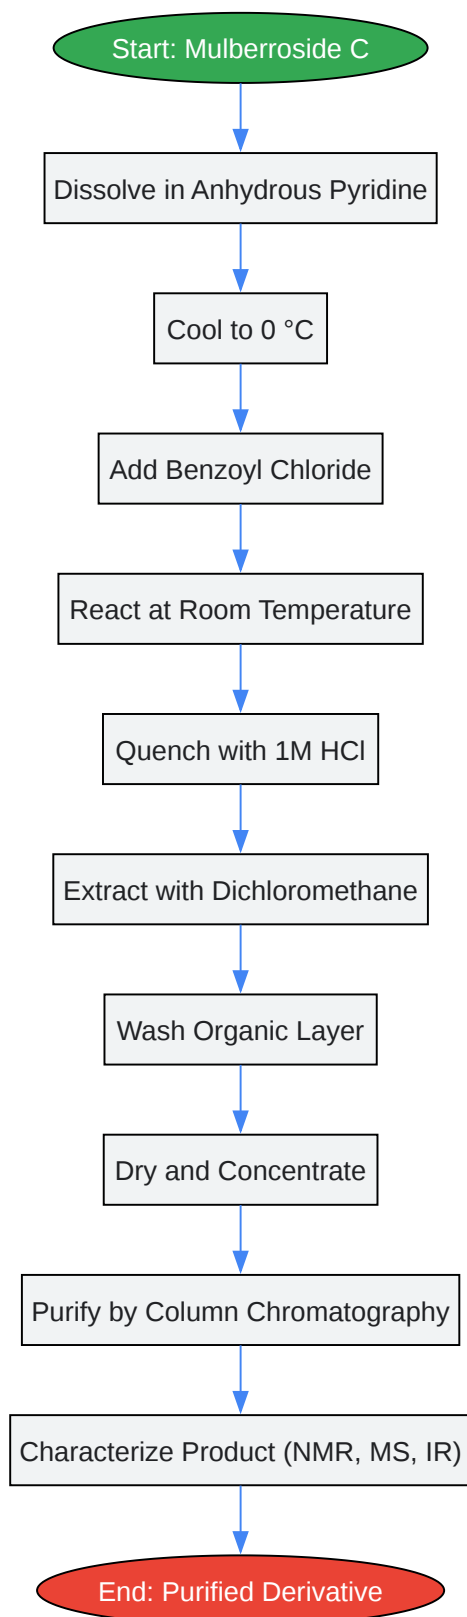 Start: Mulberroside C
Dissolve in Anhydrous Pyridine
Cool to 0 °C
Add Benzoyl Chloride
React at Room Temperature
Quench with 1M HCl
Extract with Dichloromethane
Wash Organic Layer
Dry and Concentrate
Purify by Column Chromatography
Characterize Product (NMR, MS, IR)
End: Purified Derivative